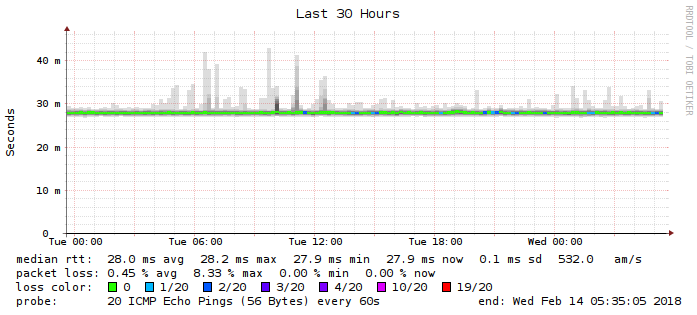 Last 30 Hours
RRDTOOL / TOBI OETIKER
Seconds
40 m
30 m
20 m
10 m
0
Tue 00:00 Tue 06:00 Tue 12:00 Tue 18:00 Wed 00:00
median rtt: 28.0 ms avg 28.2 ms max 27.9 ms min 27.9 ms now 0.1 ms sd 532.0 am/s
packet loss: 0.45 % avg 8.33 % max 0.00 % min 0.00 % now
loss color: 0 1/20 2/20 3/20 4/20 10/20 19/20
probe: 20 ICMP Echo Pings (56 Bytes) every 60s end: Wed Feb 14 05:35:05 2018